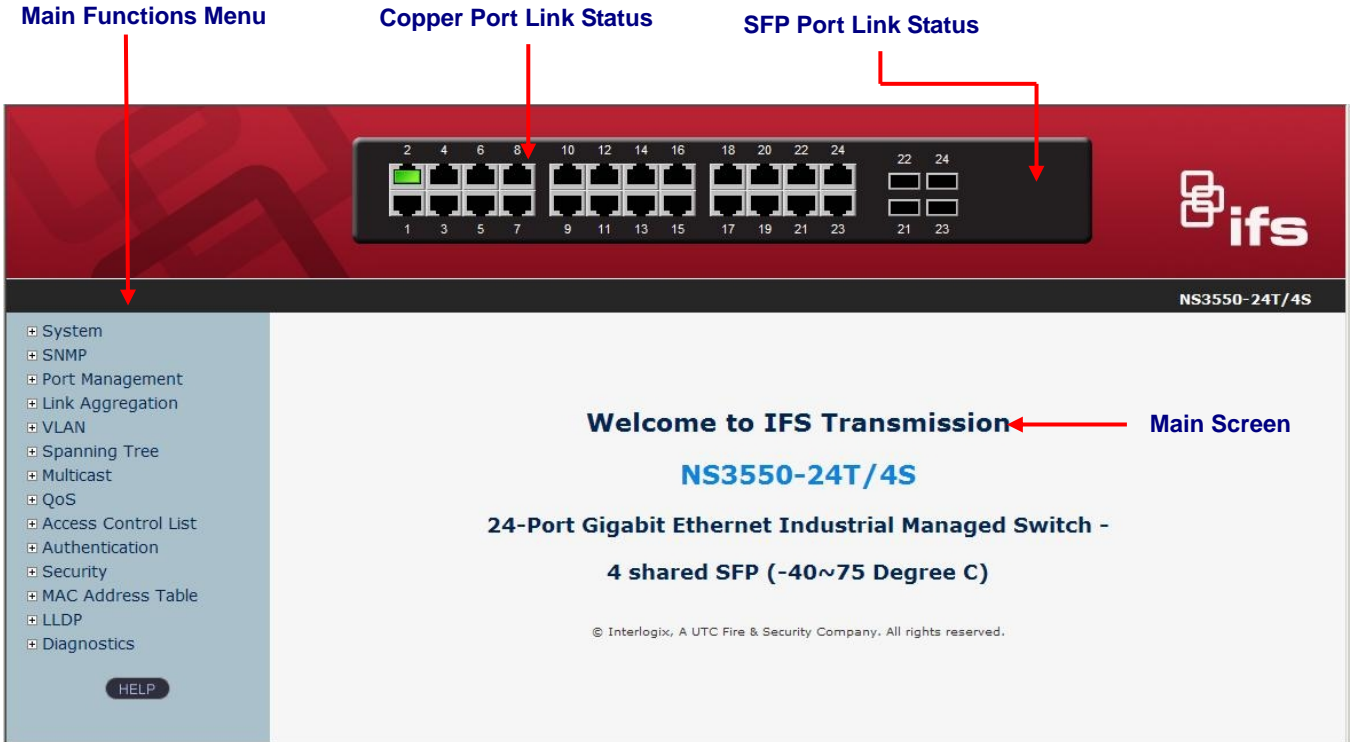 Main Functions Menu
Copper Port Link Status
SFP Port Link Status
2 4 6 8 10 12 14 16 18 20 22 24
22 24
1 3 5 7 9 11 13 15 17 19 21 23
21 23
ifs
NS3550-24T/4S
System
SNMP
Port Management
Link Aggregation
VLAN
Spanning Tree
Multicast
QoS
Access Control List
Authentication
Security
MAC Address Table
LLDP
Diagnostics
HELP
Welcome to IFS Transmission
Main Screen
NS3550-24T/4S
24-Port Gigabit Ethernet Industrial Managed Switch -
4 shared SFP (-40~75 Degree C)
© Interlogix, A UTC Fire & Security Company. All rights reserved.